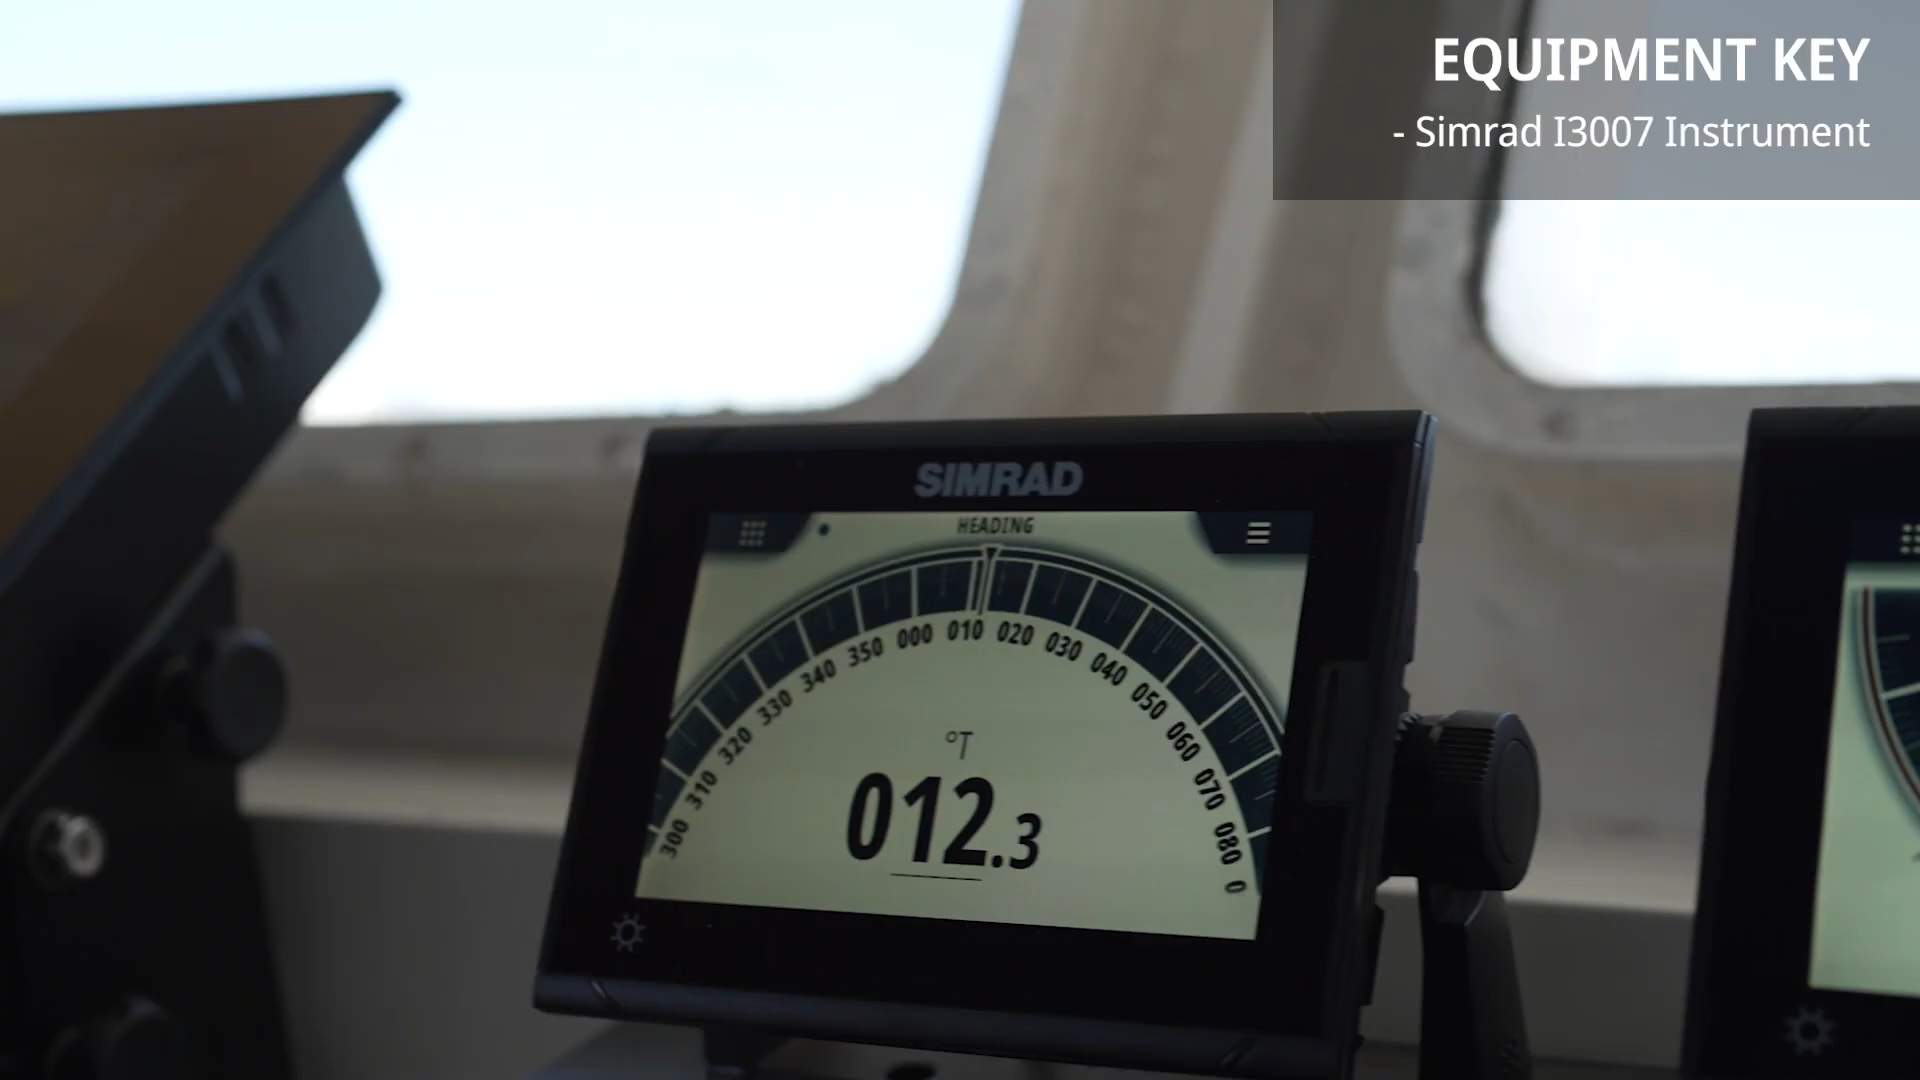 EQUIPMENT KEY
- Simrad I3007 Instrument
SIMRAD
HEADING
300 310 320 330 340 350 000 010 020 030 040 050 060 070 080 0
°T
012.3